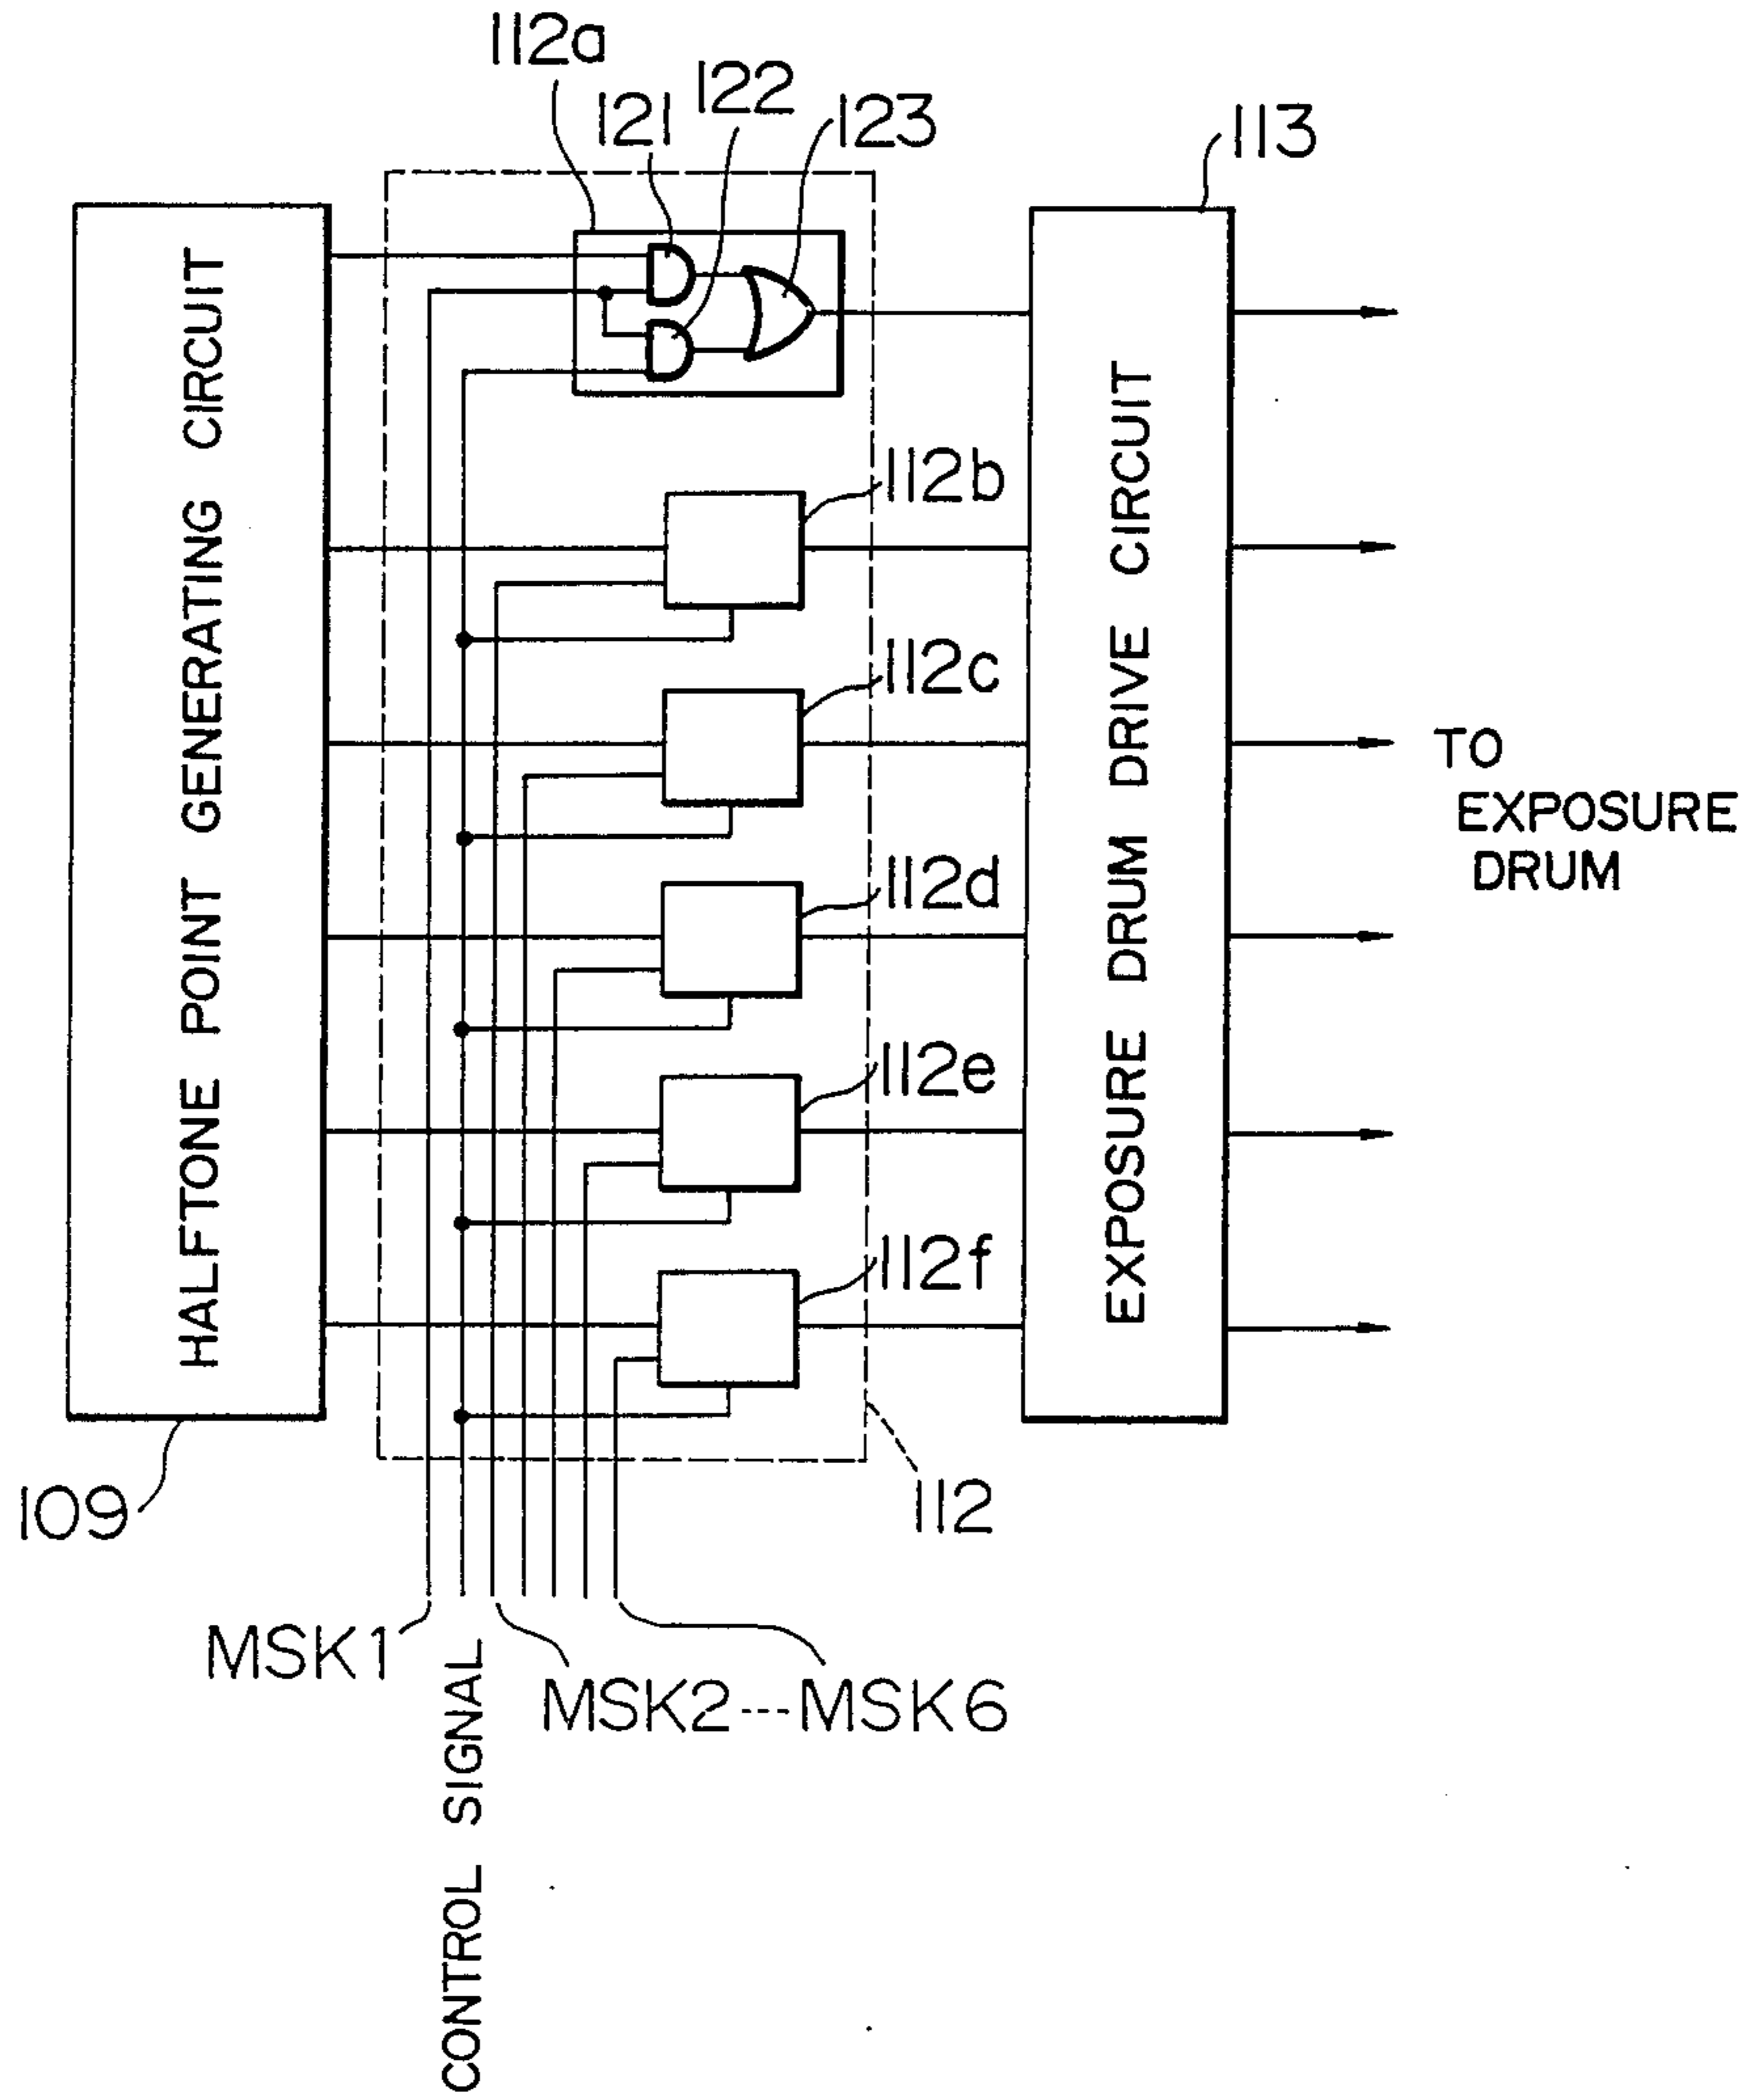 112a
121
122
123
113
HALFTONE POINT GENERATING CIRCUIT
112b
112c
112d
112e
112f
EXPOSURE DRUM DRIVE CIRCUIT
TO
EXPOSURE
DRUM
109
112
MSK1
CONTROL SIGNAL
MSK2---MSK6